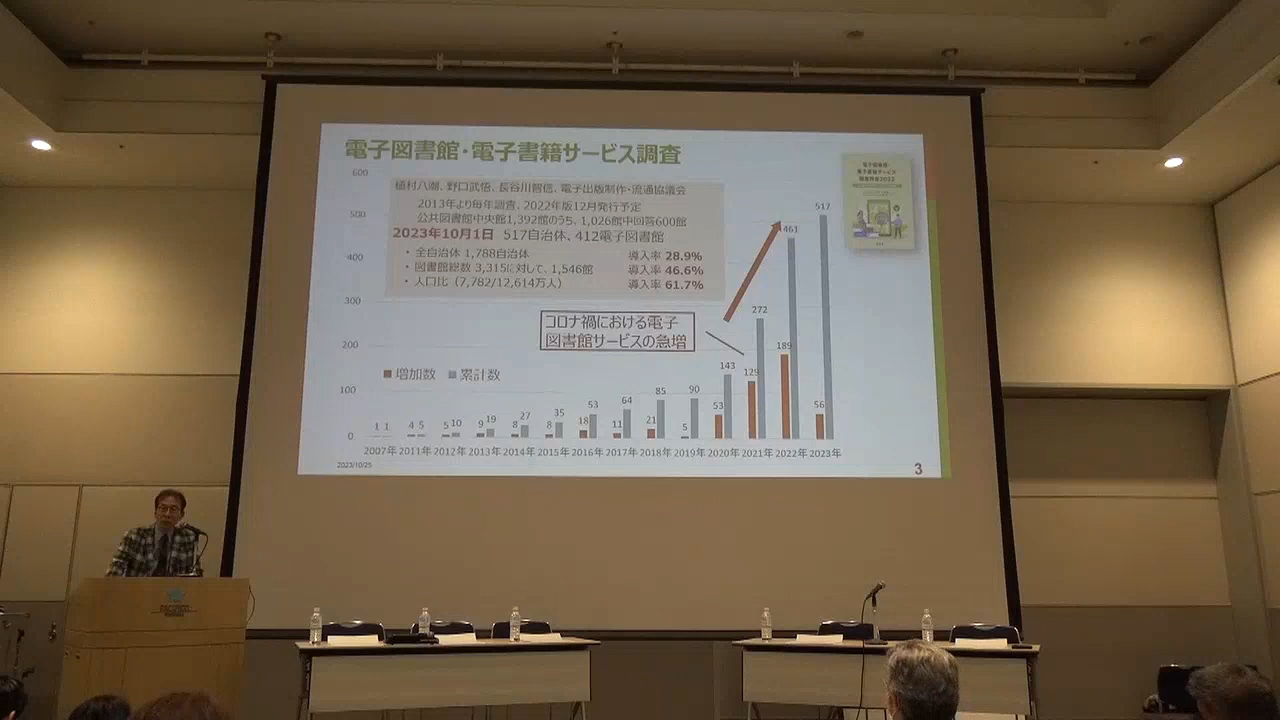 電子図書館・電子書籍サービス調査
植村八潮、野口武悟、長谷川智信、電子出版制作・流通協議会
2013年より毎年調査、2022年版12月発行予定
公共図書館中央館1,392館のうち、1,026館中回答600館
2023年10月1日 517自治体、412電子図書館
・全自治体 1,788自治体 導入率 28.9%
・図書館総数 3,315に対して、1,546館 導入率 46.6%
・人口比（7,782/12,614万人） 導入率 61.7%
コロナ禍における電子
図書館サービスの急増
増加数 累計数
600
500
400
300
200
100
0
1 1 4 5 5 10 9 19 8 27 8 35 18 53 11 64 21 85 5 90 53 143 129 272 189 461 56 517
2007年 2011年 2012年 2013年 2014年 2015年 2016年 2017年 2018年 2019年 2020年 2021年 2022年 2023年
2023/10/25
3
電子図書館・
電子書籍サービス